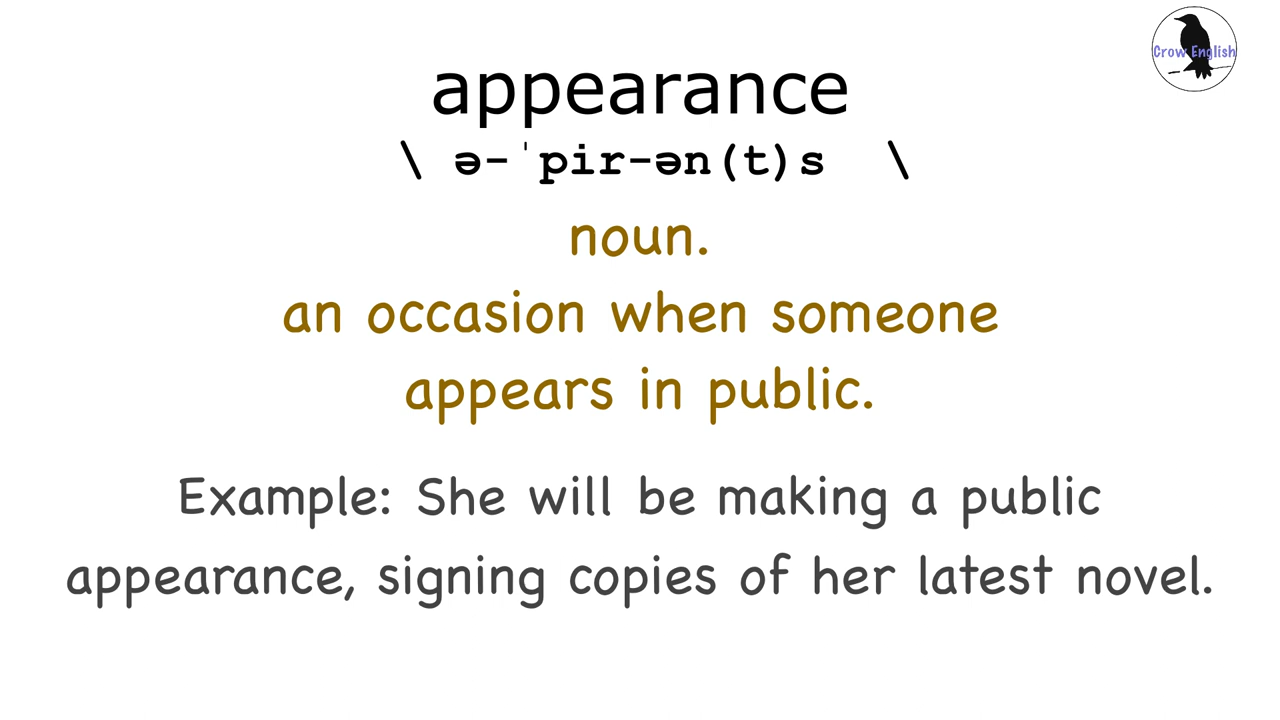 Crow English
appearance
\ ə-ˈpir-ən(t)s \
noun.
an occasion when someone
appears in public.
Example: She will be making a public
appearance, signing copies of her latest novel.